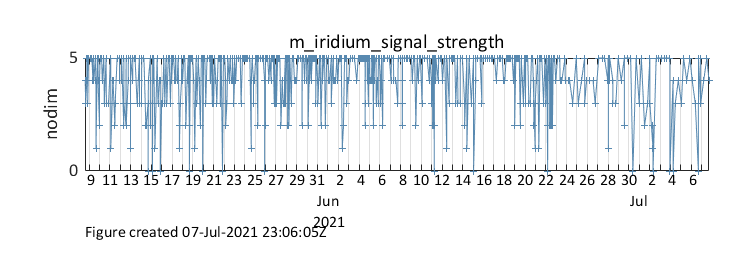 m_iridium_signal_strength
5
nodim
0
9 11 13 15 17 19 21 23 25 27 29 31 2 4 6 8 10 12 14 16 18 20 22 24 26 28 30 2 4 6
Jun Jul
2021
Figure created 07-Jul-2021 23:06:05Z